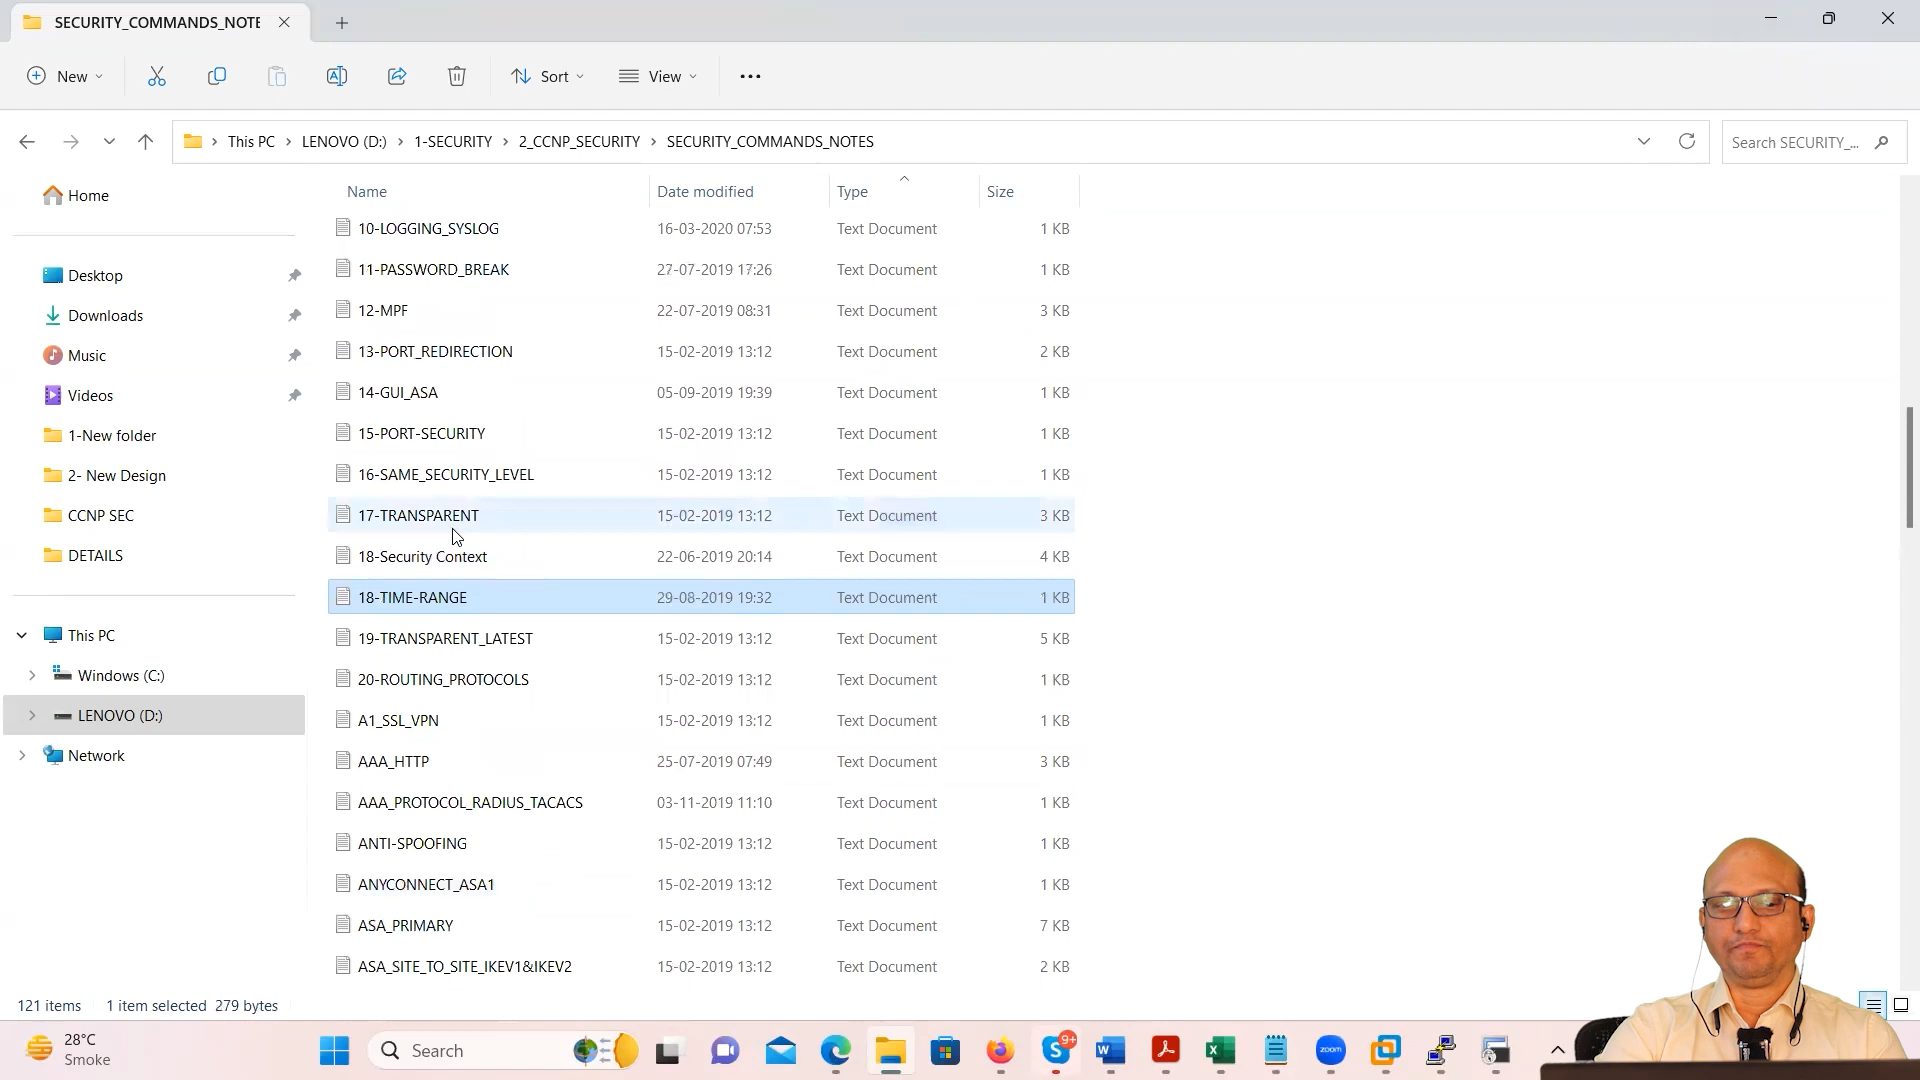 SECURITY_COMMANDS_NOTE
New
Sort
View
This PC
LENOVO (D:)
1-SECURITY
2_CCNP_SECURITY
SECURITY_COMMANDS_NOTES
Search SECURITY_...
Name
Date modified
Type
Size
Home
Desktop
Downloads
Music
Videos
1-New folder
2- New Design
CCNP SEC
DETAILS
This PC
Windows (C:)
LENOVO (D:)
Network
10-LOGGING_SYSLOG 16-03-2020 07:53 Text Document 1 KB
11-PASSWORD_BREAK 27-07-2019 17:26 Text Document 1 KB
12-MPF 22-07-2019 08:31 Text Document 3 KB
13-PORT_REDIRECTION 15-02-2019 13:12 Text Document 2 KB
14-GUI_ASA 05-09-2019 19:39 Text Document 1 KB
15-PORT-SECURITY 15-02-2019 13:12 Text Document 1 KB
16-SAME_SECURITY_LEVEL 15-02-2019 13:12 Text Document 1 KB
17-TRANSPARENT 15-02-2019 13:12 Text Document 3 KB
18-Security Context 22-06-2019 20:14 Text Document 4 KB
18-TIME-RANGE 29-08-2019 19:32 Text Document 1 KB
19-TRANSPARENT_LATEST 15-02-2019 13:12 Text Document 5 KB
20-ROUTING_PROTOCOLS 15-02-2019 13:12 Text Document 1 KB
A1_SSL_VPN 15-02-2019 13:12 Text Document 1 KB
AAA_HTTP 25-07-2019 07:49 Text Document 3 KB
AAA_PROTOCOL_RADIUS_TACACS 03-11-2019 11:10 Text Document 1 KB
ANTI-SPOOFING 15-02-2019 13:12 Text Document 1 KB
ANYCONNECT_ASA1 15-02-2019 13:12 Text Document 1 KB
ASA_PRIMARY 15-02-2019 13:12 Text Document 7 KB
ASA_SITE_TO_SITE_IKEV1&IKEV2 15-02-2019 13:12 Text Document 2 KB
121 items 1 item selected 279 bytes
28°C
Smoke
Search
9+
zoom